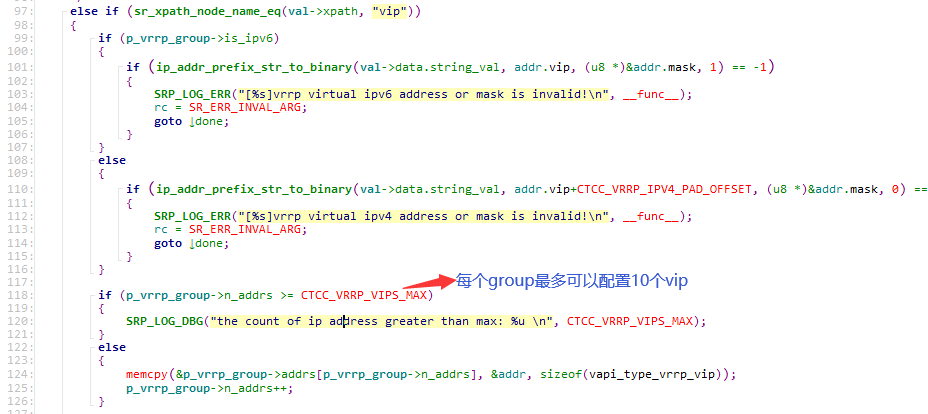 97: else if (sr_xpath_node_name_eq(val->xpath, "vip"))
98: {
99: if (p_vrrp_group->is_ipv6)
100: {
101: if (ip_addr_prefix_str_to_binary(val->data.string_val, addr.vip, (u8 *)&addr.mask, 1) == -1)
102: {
103: SRP_LOG_ERR("[%s]vrrp virtual ipv6 address or mask is invalid!\n", __func__);
104: rc = SR_ERR_INVAL_ARG;
105: goto ↓done;
106: }
107: }
108: else
109: {
110: if (ip_addr_prefix_str_to_binary(val->data.string_val, addr.vip+CTCC_VRRP_IPV4_PAD_OFFSET, (u8 *)&addr.mask, 0) ==
111: {
112: SRP_LOG_ERR("[%s]vrrp virtual ipv4 address or mask is invalid!\n", __func__);
113: rc = SR_ERR_INVAL_ARG;
114: goto ↓done;
115: }
116: }
117:
每个group最多可以配置10个vip
118: if (p_vrrp_group->n_addrs >= CTCC_VRRP_VIPS_MAX)
119: {
120: SRP_LOG_DBG("the count of ip address greater than max: %u \n", CTCC_VRRP_VIPS_MAX);
121: }
122: else
123: {
124: memcpy(&p_vrrp_group->addrs[p_vrrp_group->n_addrs], &addr, sizeof(vapi_type_vrrp_vip));
125: p_vrrp_group->n_addrs++;
126: }